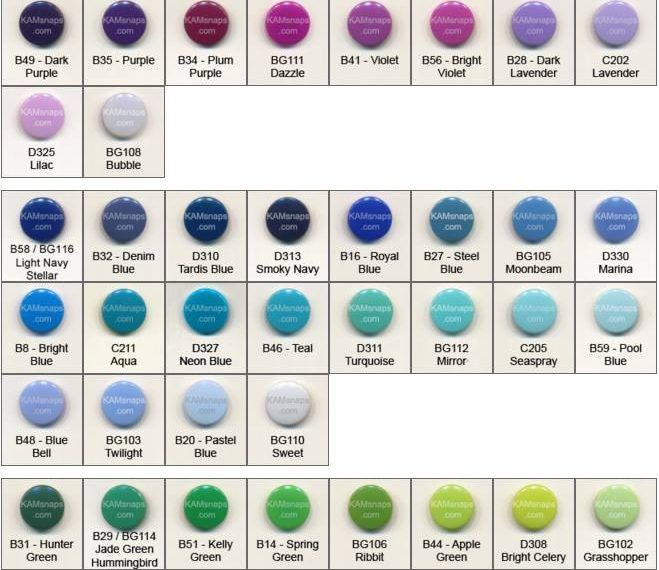 KAMsnaps .com KAMsnaps .com KAMsnaps .com KAMsnaps .com KAMsnaps .com KAMsnaps .com KAMsnaps .com KAMsnaps .com
B49 - Dark Purple
B35 - Purple
B34 - Plum Purple
BG111 Dazzle
B41 - Violet
B56 - Bright Violet
B28 - Dark Lavender
C202 Lavender
KAMsnaps .com KAMsnaps .com
D325 Lilac
BG108 Bubble
KAMsnaps .com KAMsnaps .com KAMsnaps .com KAMsnaps .com KAMsnaps .com KAMsnaps .com KAMsnaps .com KAMsnaps .com
B58 / BG116 Light Navy Stellar
B32 - Denim Blue
D310 Tardis Blue
D313 Smoky Navy
B16 - Royal Blue
B27 - Steel Blue
BG105 Moonbeam
D330 Marina
KAMsnaps .com KAMsnaps .com KAMsnaps .com KAMsnaps .com KAMsnaps .com KAMsnaps .com KAMsnaps .com KAMsnaps .com
B8 - Bright Blue
C211 Aqua
D327 Neon Blue
B46 - Teal
D311 Turquoise
BG112 Mirror
C205 Seaspray
B59 - Pool Blue
KAMsnaps .com KAMsnaps .com KAMsnaps .com KAMsnaps .com
B48 - Blue Bell
BG103 Twilight
B20 - Pastel Blue
BG110 Sweet
KAMsnaps .com KAMsnaps .com KAMsnaps .com KAMsnaps .com KAMsnaps .com KAMsnaps .com KAMsnaps .com KAMsnaps .com
B31 - Hunter Green
B29 / BG114 Jade Green Hummingbird
B51 - Kelly Green
B14 - Spring Green
BG106 Ribbit
B44 - Apple Green
D308 Bright Celery
BG102 Grasshopper